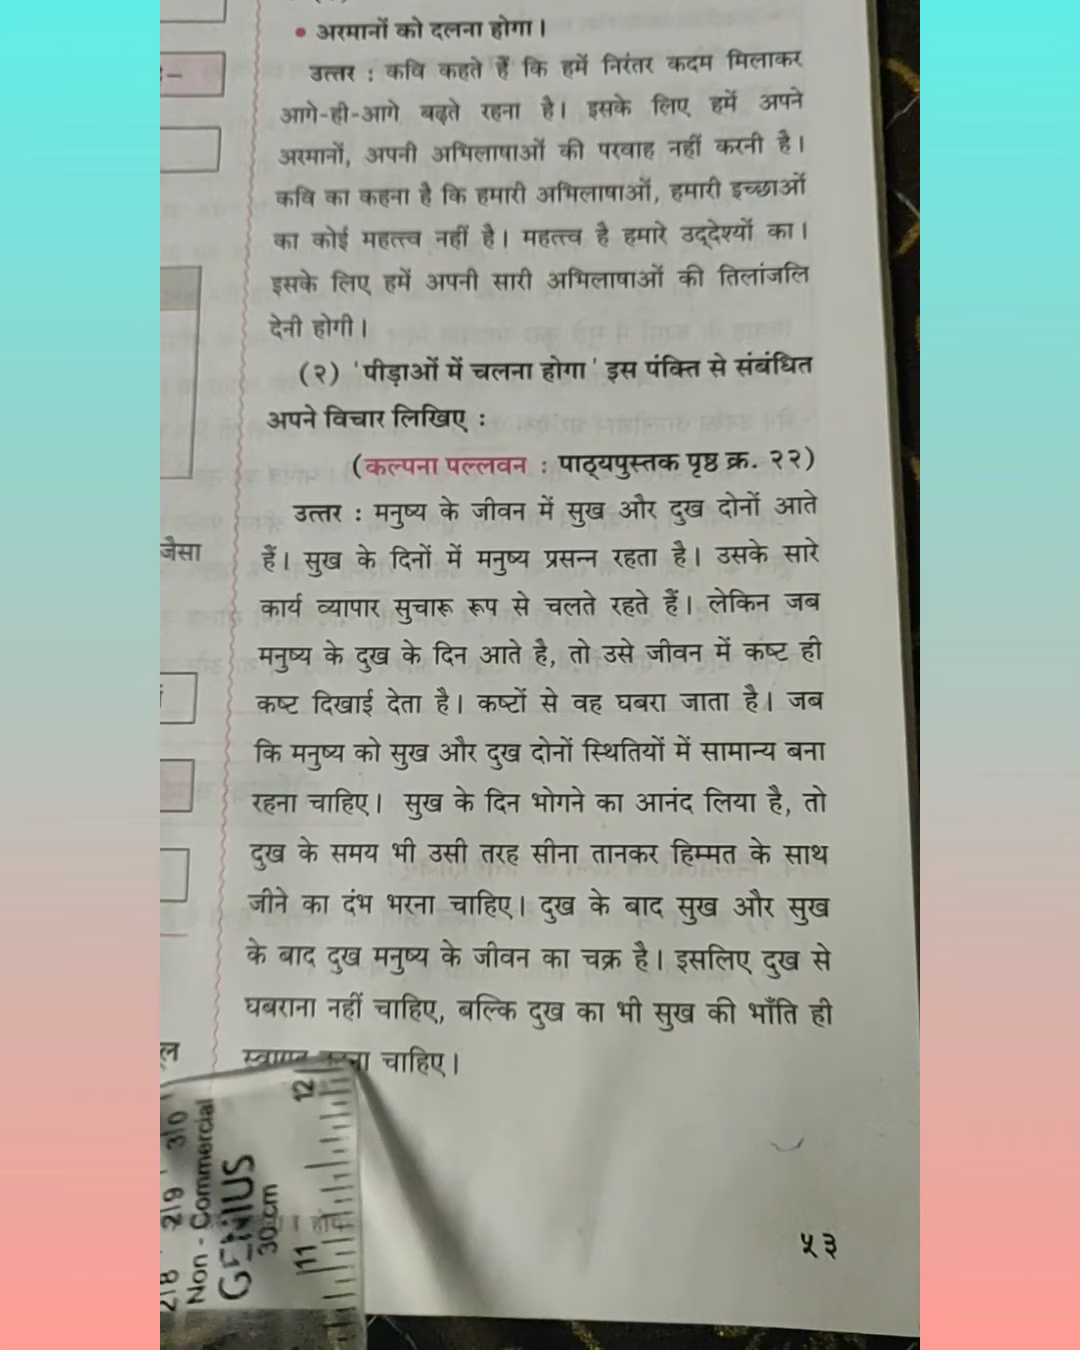 • अरमानों को दलना होगा।
उत्तर : कवि कहते हैं कि हमें निरंतर कदम मिलाकर
आगे-ही-आगे बढ़ते रहना है। इसके लिए हमें अपने
अरमानों, अपनी अभिलाषाओं की परवाह नहीं करनी है।
कवि का कहना है कि हमारी अभिलाषाओं, हमारी इच्छाओं
का कोई महत्त्व नहीं है। महत्त्व है हमारे उद्देश्यों का।
इसके लिए हमें अपनी सारी अभिलाषाओं की तिलांजलि
देनी होगी।
(२) 'पीड़ाओं में चलना होगा' इस पंक्ति से संबंधित
अपने विचार लिखिए :
(कल्पना पल्लवन : पाठ्यपुस्तक पृष्ठ क्र. २२)
उत्तर : मनुष्य के जीवन में सुख और दुख दोनों आते
हैं। सुख के दिनों में मनुष्य प्रसन्न रहता है। उसके सारे
कार्य व्यापार सुचारू रूप से चलते रहते हैं। लेकिन जब
मनुष्य के दुख के दिन आते है, तो उसे जीवन में कष्ट ही
कष्ट दिखाई देता है। कष्टों से वह घबरा जाता है। जब
कि मनुष्य को सुख और दुख दोनों स्थितियों में सामान्य बना
रहना चाहिए। सुख के दिन भोगने का आनंद लिया है, तो
दुख के समय भी उसी तरह सीना तानकर हिम्मत के साथ
जीने का दंभ भरना चाहिए। दुख के बाद सुख और सुख
के बाद दुख मनुष्य के जीवन का चक्र है। इसलिए दुख से
घबराना नहीं चाहिए, बल्कि दुख का भी सुख की भाँति ही
चाहिए।
जैसा
५३
12
11
30
29
28
Non - Commercial
GENIUS
30 cm